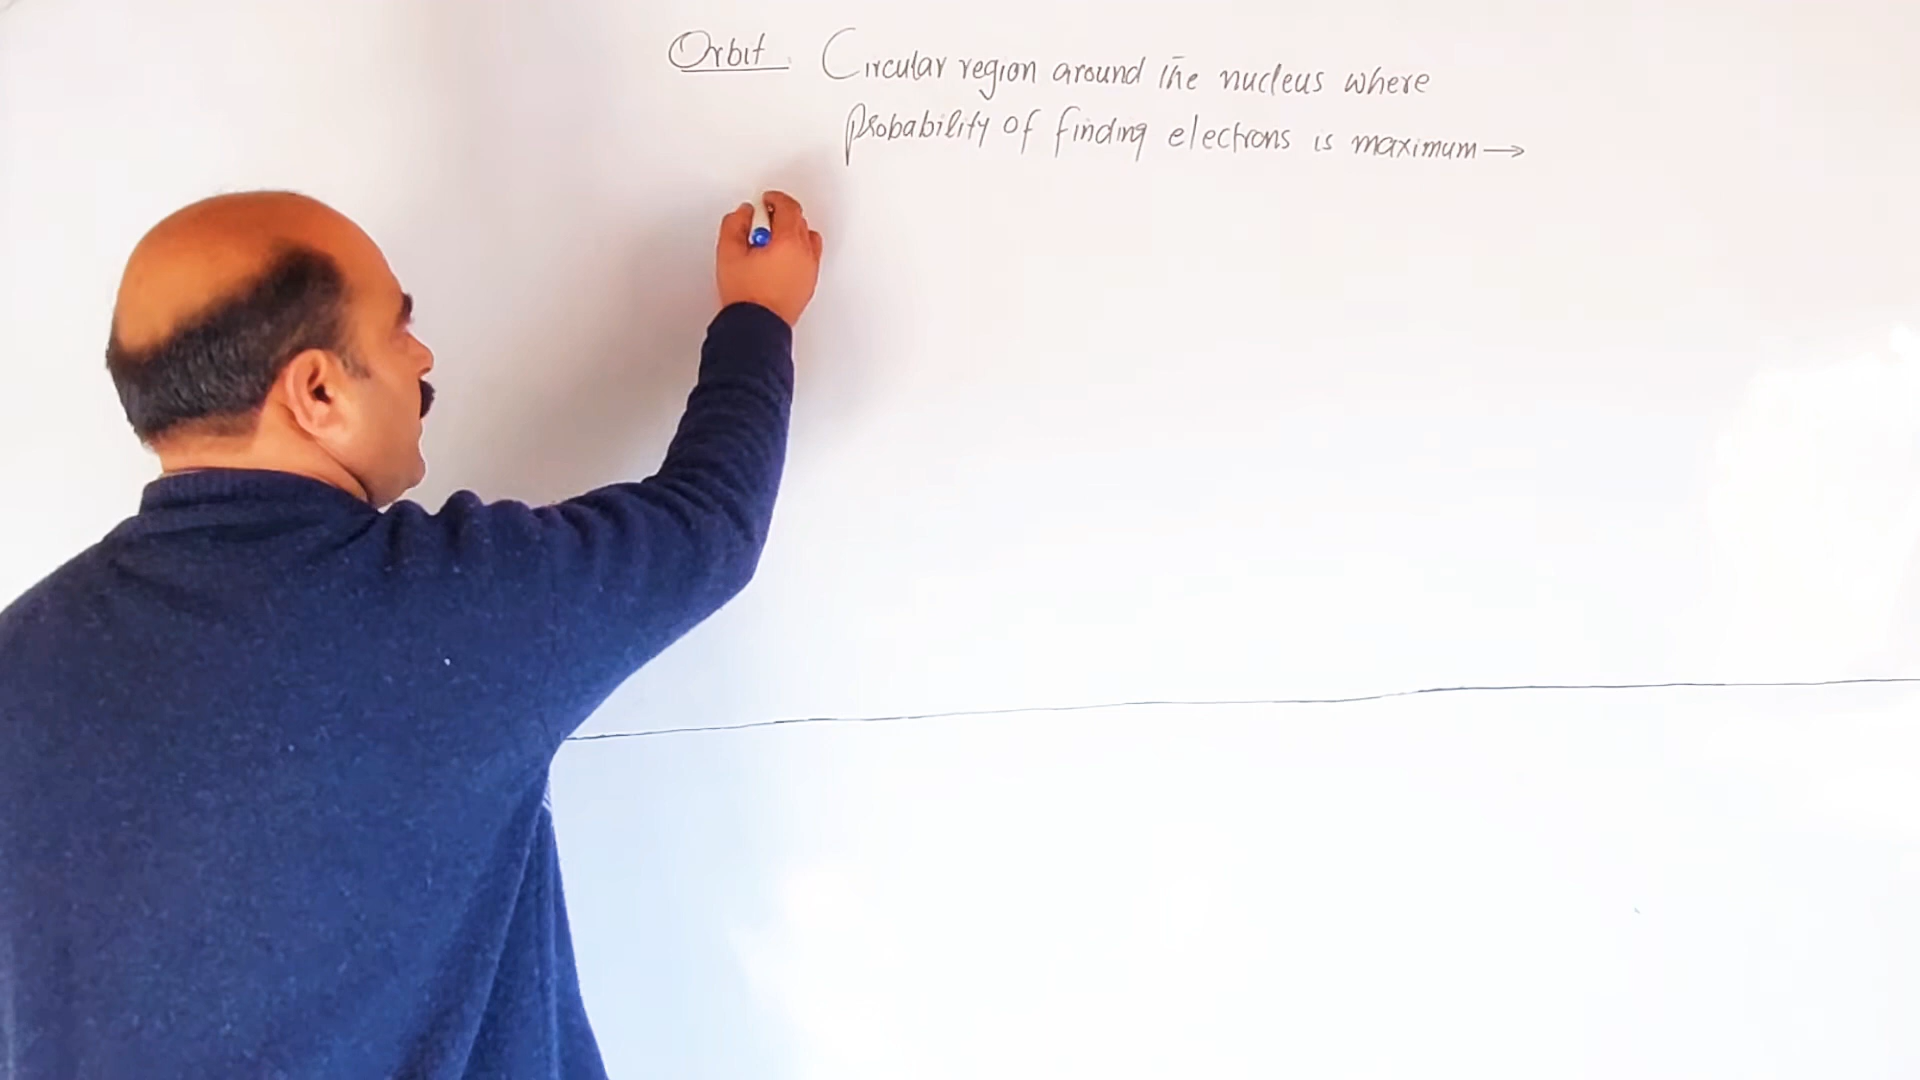 Orbit. Circular region around the nucleus where
Probability of finding electrons is maximum →